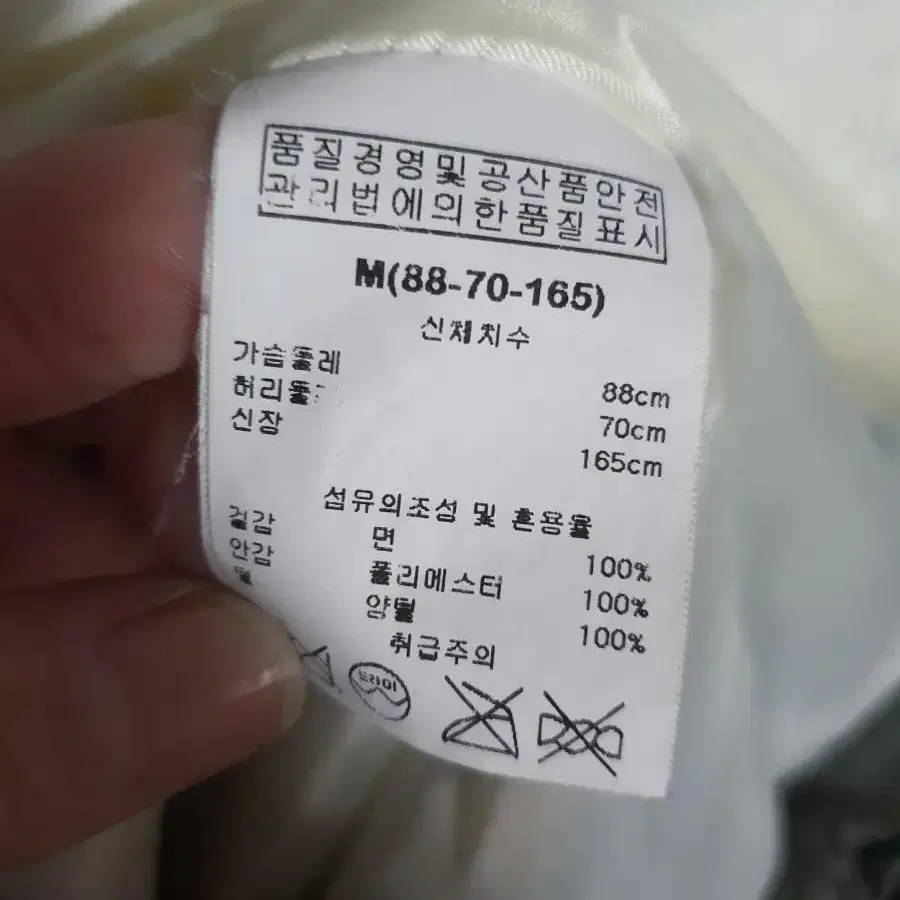 품질경영및공산품안전
관리법에의한품질표시
M(88-70-165)
신체치수
가슴둘레 88cm
허리둘레 70cm
신장 165cm
섬유의조성 및 혼용율
겉감 면 100%
안감 폴리에스터 100%
털 양털 100%
취급주의
드라이